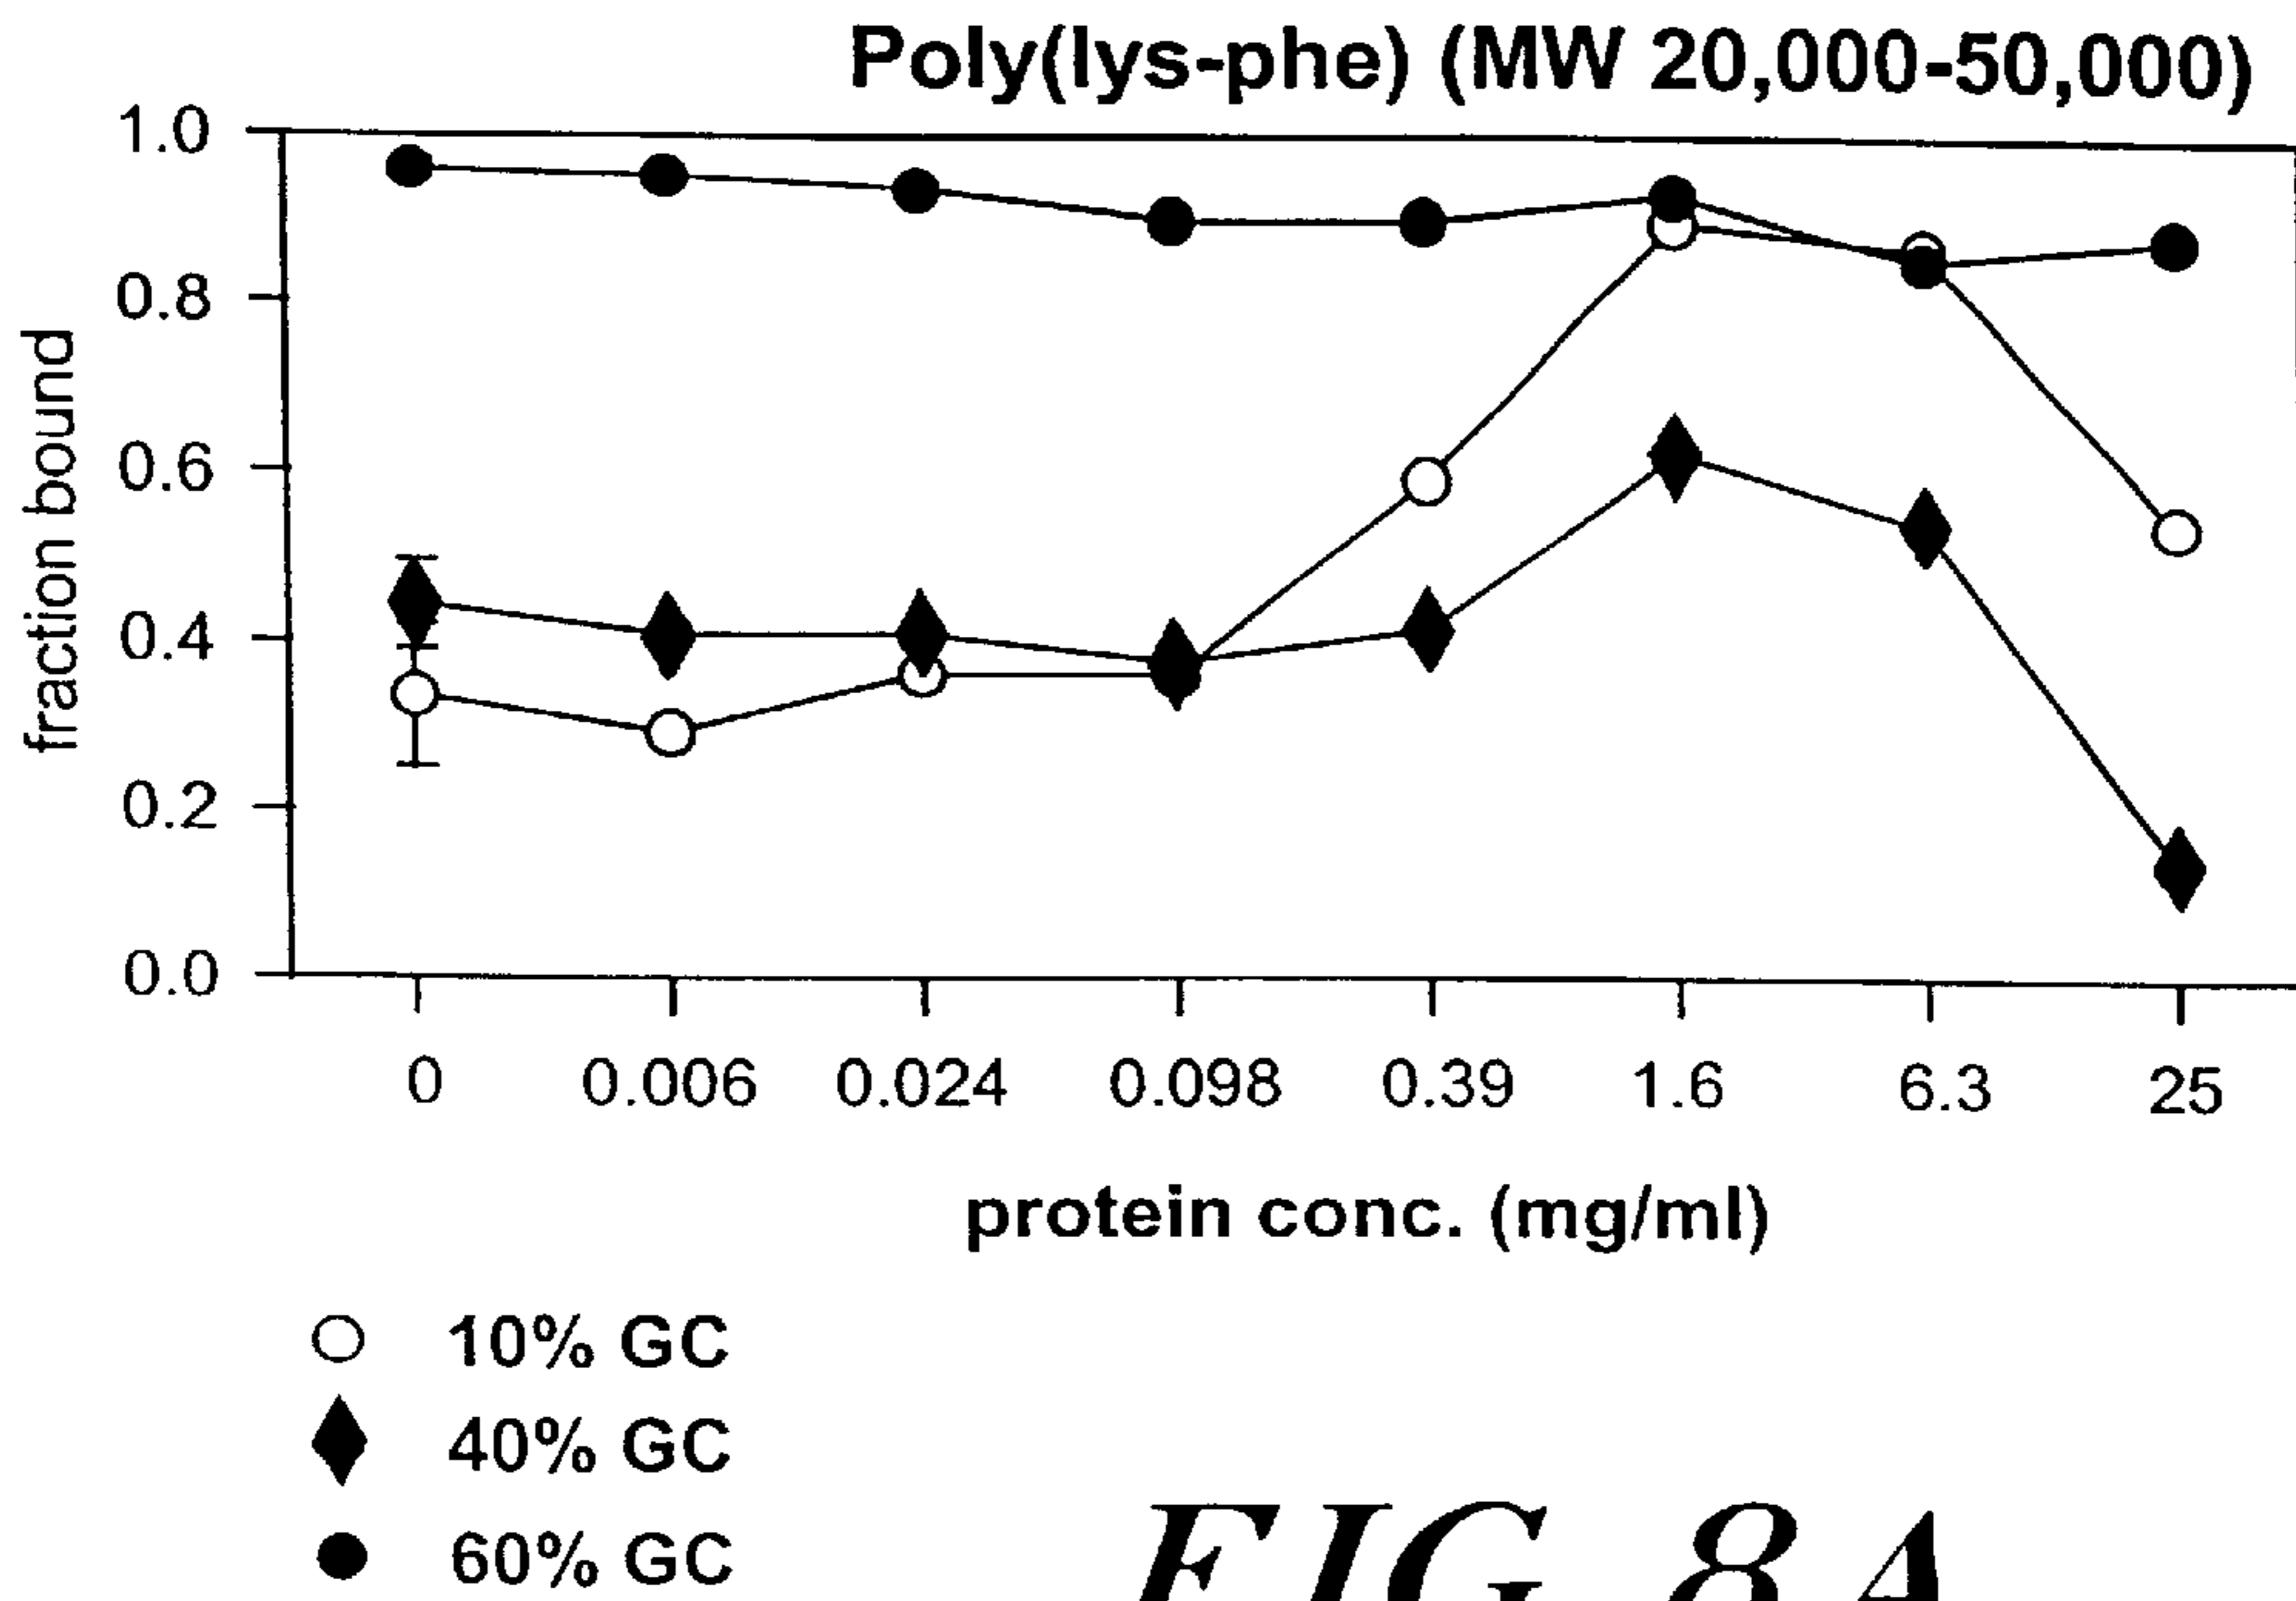 Poly(lys-phe) (MW 20,000-50,000)
1.0
0.8
0.6
0.4
0.2
0.0
fraction bound
0 0.006 0.024 0.098 0.39 1.6 6.3 25
protein conc. (mg/ml)
10% GC
40% GC
60% GC
FIG. 8A